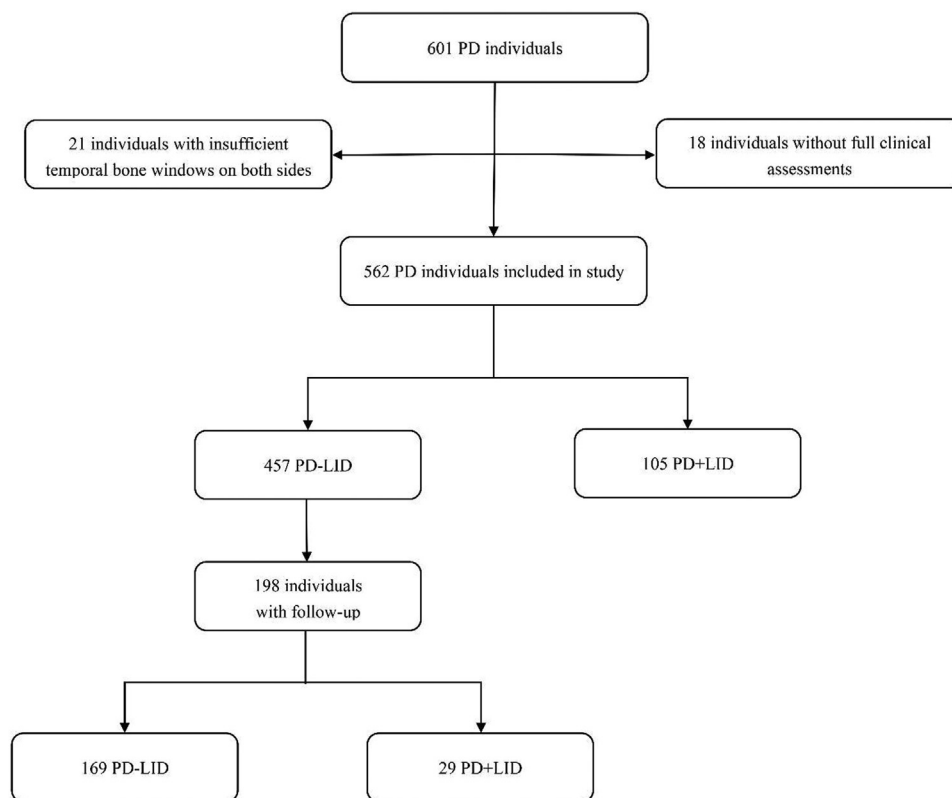 601 PD individuals
21 individuals with insufficient
temporal bone windows on both sides
18 individuals without full clinical
assessments
562 PD individuals included in study
457 PD-LID
105 PD+LID
198 individuals
with follow-up
169 PD-LID
29 PD+LID